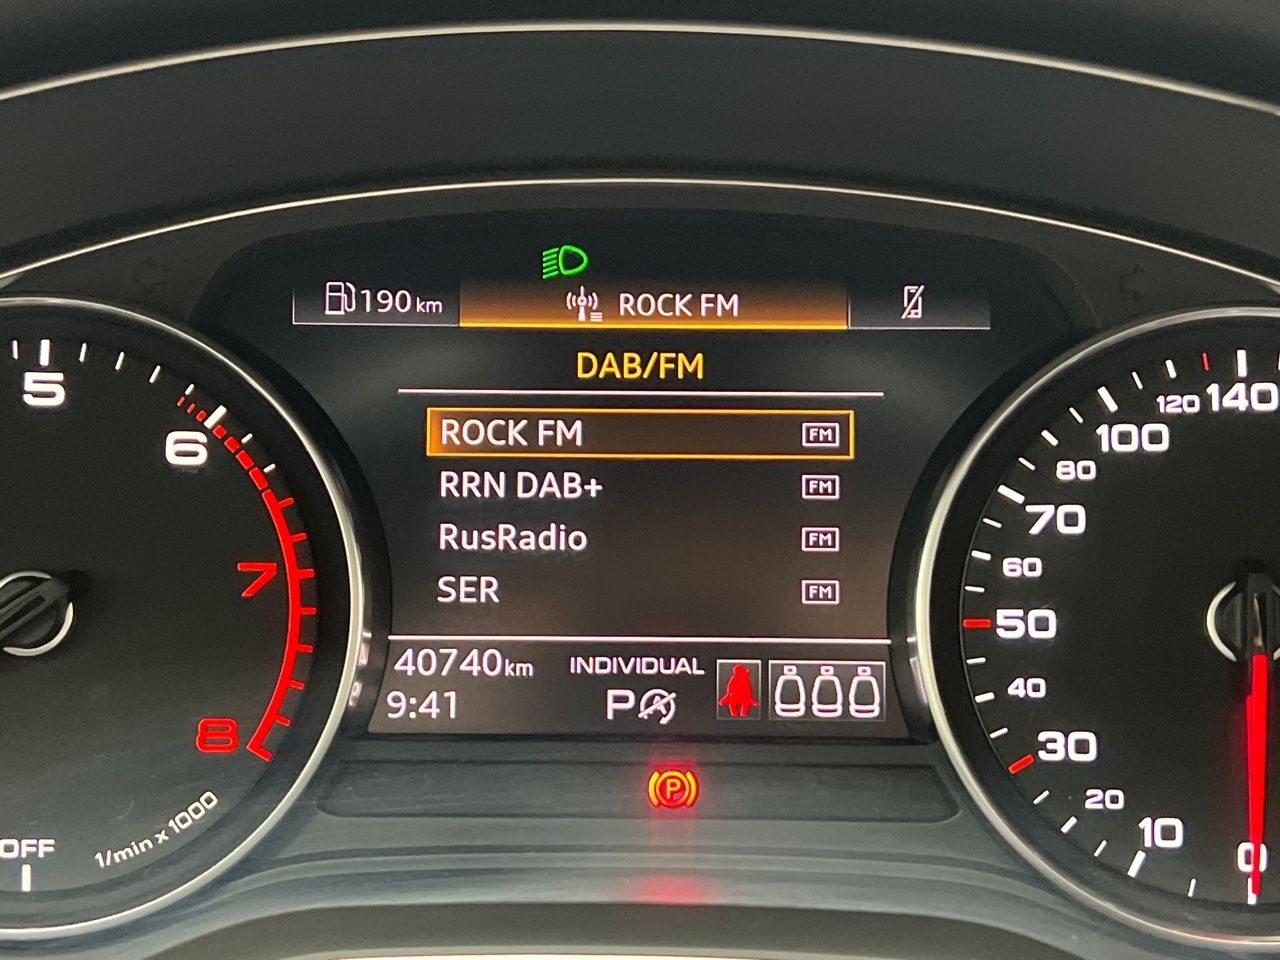 190 km
ROCK FM
DAB/FM
ROCK FM FM
RRN DAB+ FM
RusRadio FM
SER FM
40740 km
INDIVIDUAL
9:41
P A
P
5
6
7
8
1/min x 1000
OFF
0
10
20
30
40
50
60
70
80
100
120
140